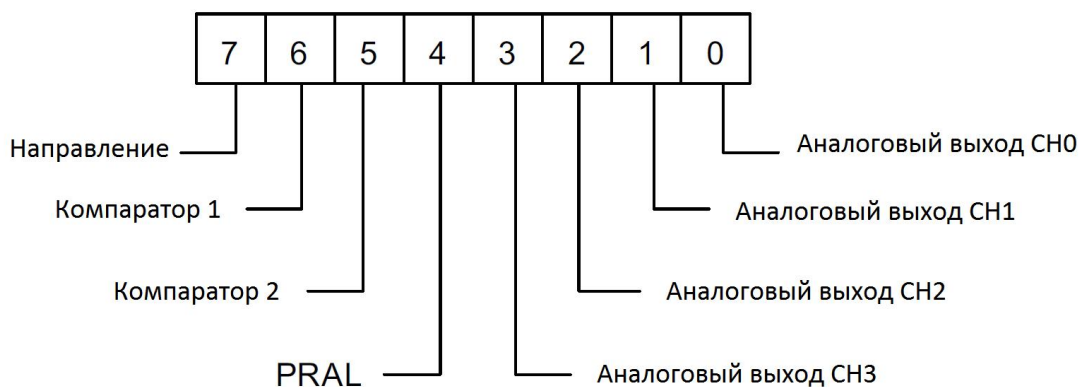 7 6 5 4 3 2 1 0
Направление
Аналоговый выход CH0
Компаратор 1
Аналоговый выход CH1
Компаратор 2
Аналоговый выход CH2
PRAL
Аналоговый выход CH3